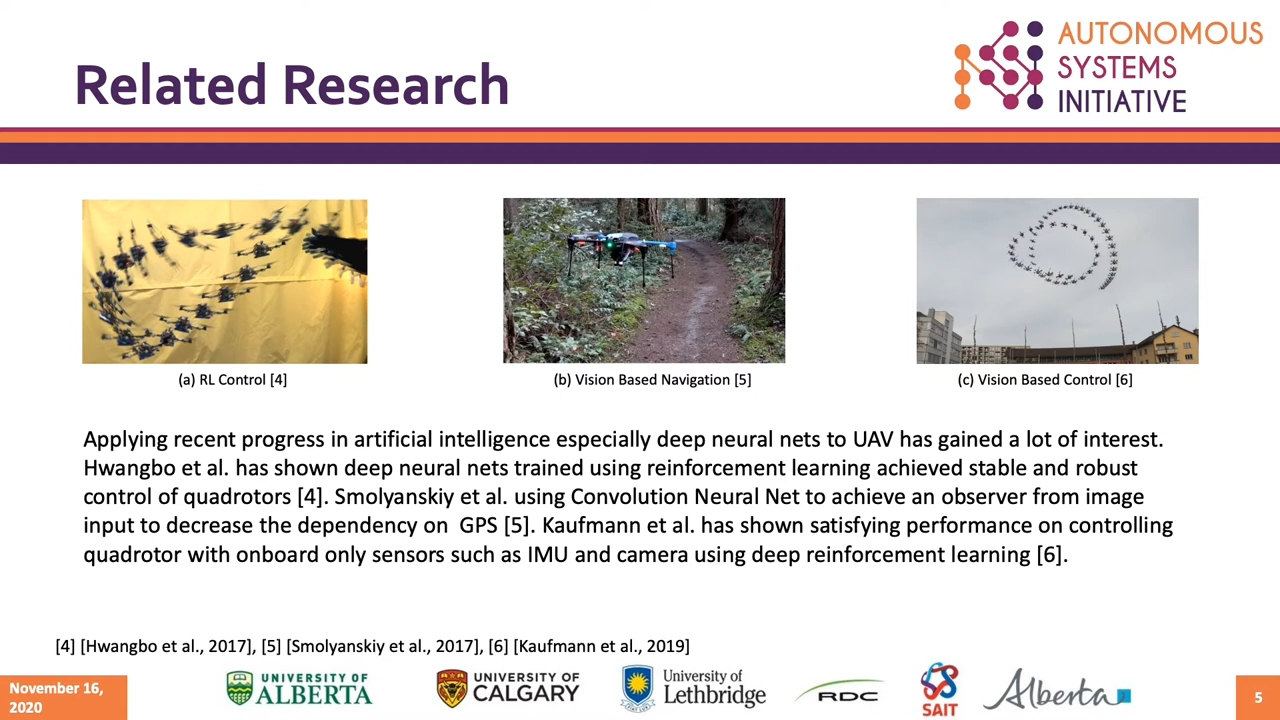 Related Research
AUTONOMOUS
SYSTEMS
INITIATIVE
(a) RL Control [4]
(b) Vision Based Navigation [5]
(c) Vision Based Control [6]
Applying recent progress in artificial intelligence especially deep neural nets to UAV has gained a lot of interest.
Hwangbo et al. has shown deep neural nets trained using reinforcement learning achieved stable and robust
control of quadrotors [4]. Smolyanskiy et al. using Convolution Neural Net to achieve an observer from image
input to decrease the dependency on  GPS [5]. Kaufmann et al. has shown satisfying performance on controlling
quadrotor with onboard only sensors such as IMU and camera using deep reinforcement learning [6].
[4] [Hwangbo et al., 2017], [5] [Smolyanskiy et al., 2017], [6] [Kaufmann et al., 2019]
November 16,
2020
UNIVERSITY OF
ALBERTA
UNIVERSITY OF
CALGARY
University of
Lethbridge
RDC
SAIT
Alberta
5